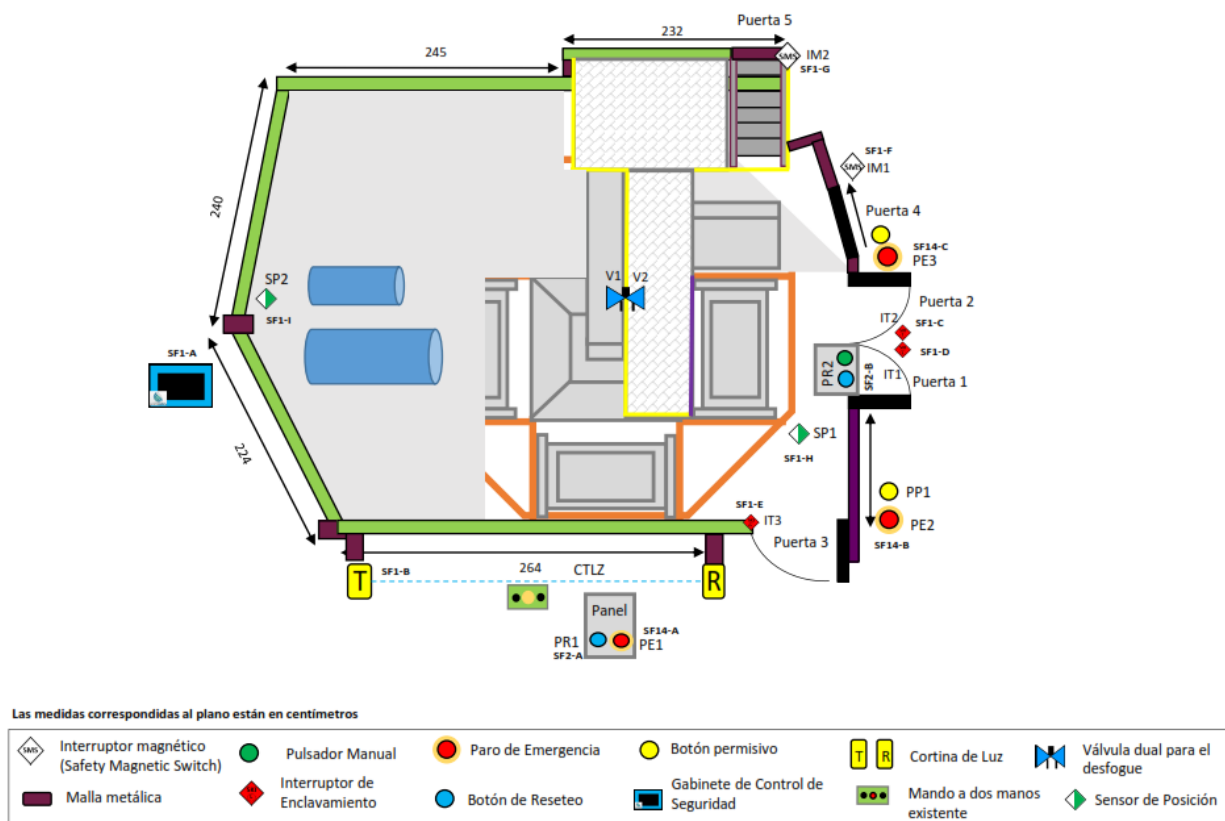 Puerta 5
232
245
SMS
IM2
SF1-G
SF1-F
SMS
IM1
240
Puerta 4
SF14-C
PE3
SP2
V1
V2
Puerta 2
IT2
SF1-C
SF1-I
SF1-D
SF1-A
PR2
SF2-B
IT1
Puerta 1
224
SP1
SF1-H
PP1
SF1-E
IT3
PE2
Puerta 3
SF14-B
T
SF1-B
264
CTLZ
R
Panel
SF14-A
PR1
PE1
SF2-A
Las medidas correspondidas al plano están en centímetros
SMS
Interruptor magnético
(Safety Magnetic Switch)
Pulsador Manual
Paro de Emergencia
Botón permisivo
T R
Cortina de Luz
Válvula dual para el
desfogue
Malla metálica
Interruptor de
Enclavamiento
Botón de Reseteo
Gabinete de Control de
Seguridad
Mando a dos manos
existente
Sensor de Posición